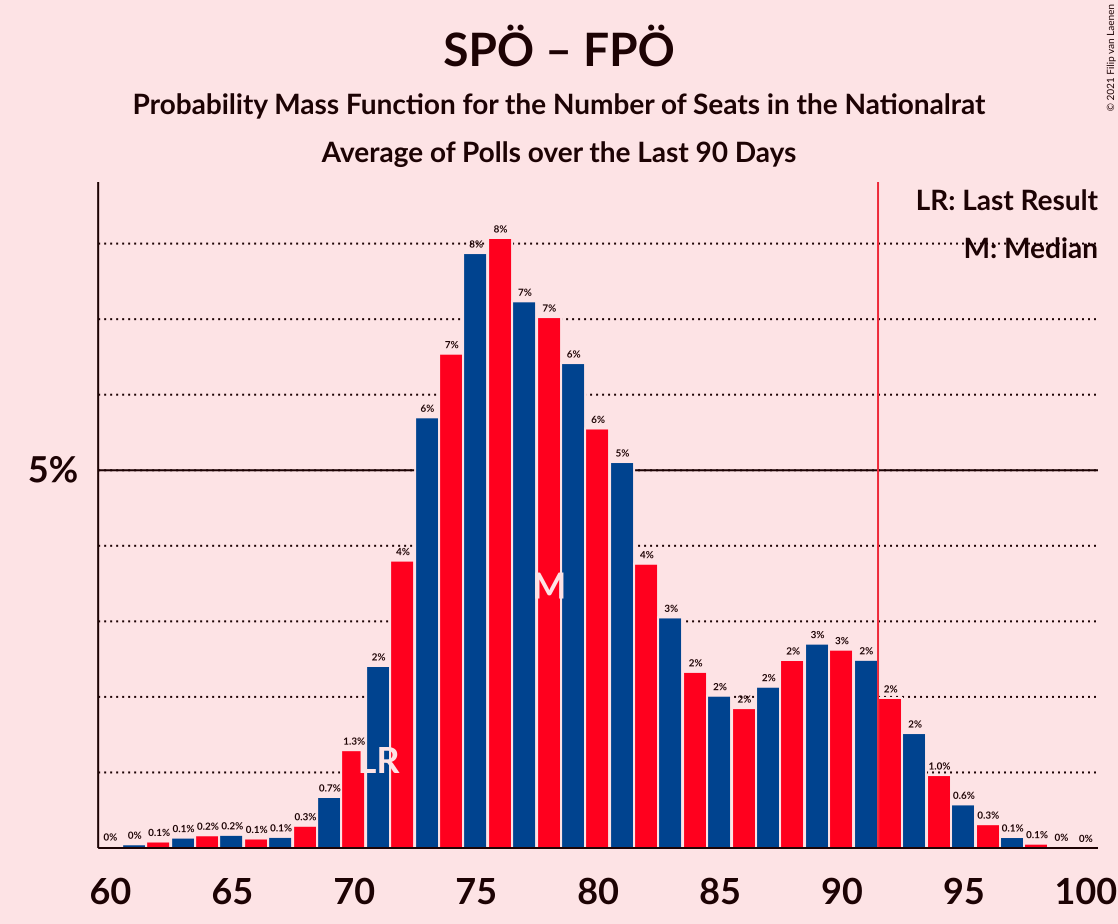 SPÖ – FPÖ
Probability Mass Function for the Number of Seats in the Nationalrat
Average of Polls over the Last 90 Days
© 2021 Filip van Laenen
LR: Last Result
M: Median
5%
0% 0% 0.1% 0.1% 0.2% 0.2% 0.1% 0.1% 0.3% 0.7% 1.3% 2% 4% 6% 7% 8% 8% 7% 7% 6% 6% 5% 4% 3% 2% 2% 2% 2% 2% 3% 3% 2% 2% 2% 1.0% 0.6% 0.3% 0.1% 0.1% 0% 0%
M
LR
60 65 70 75 80 85 90 95 100